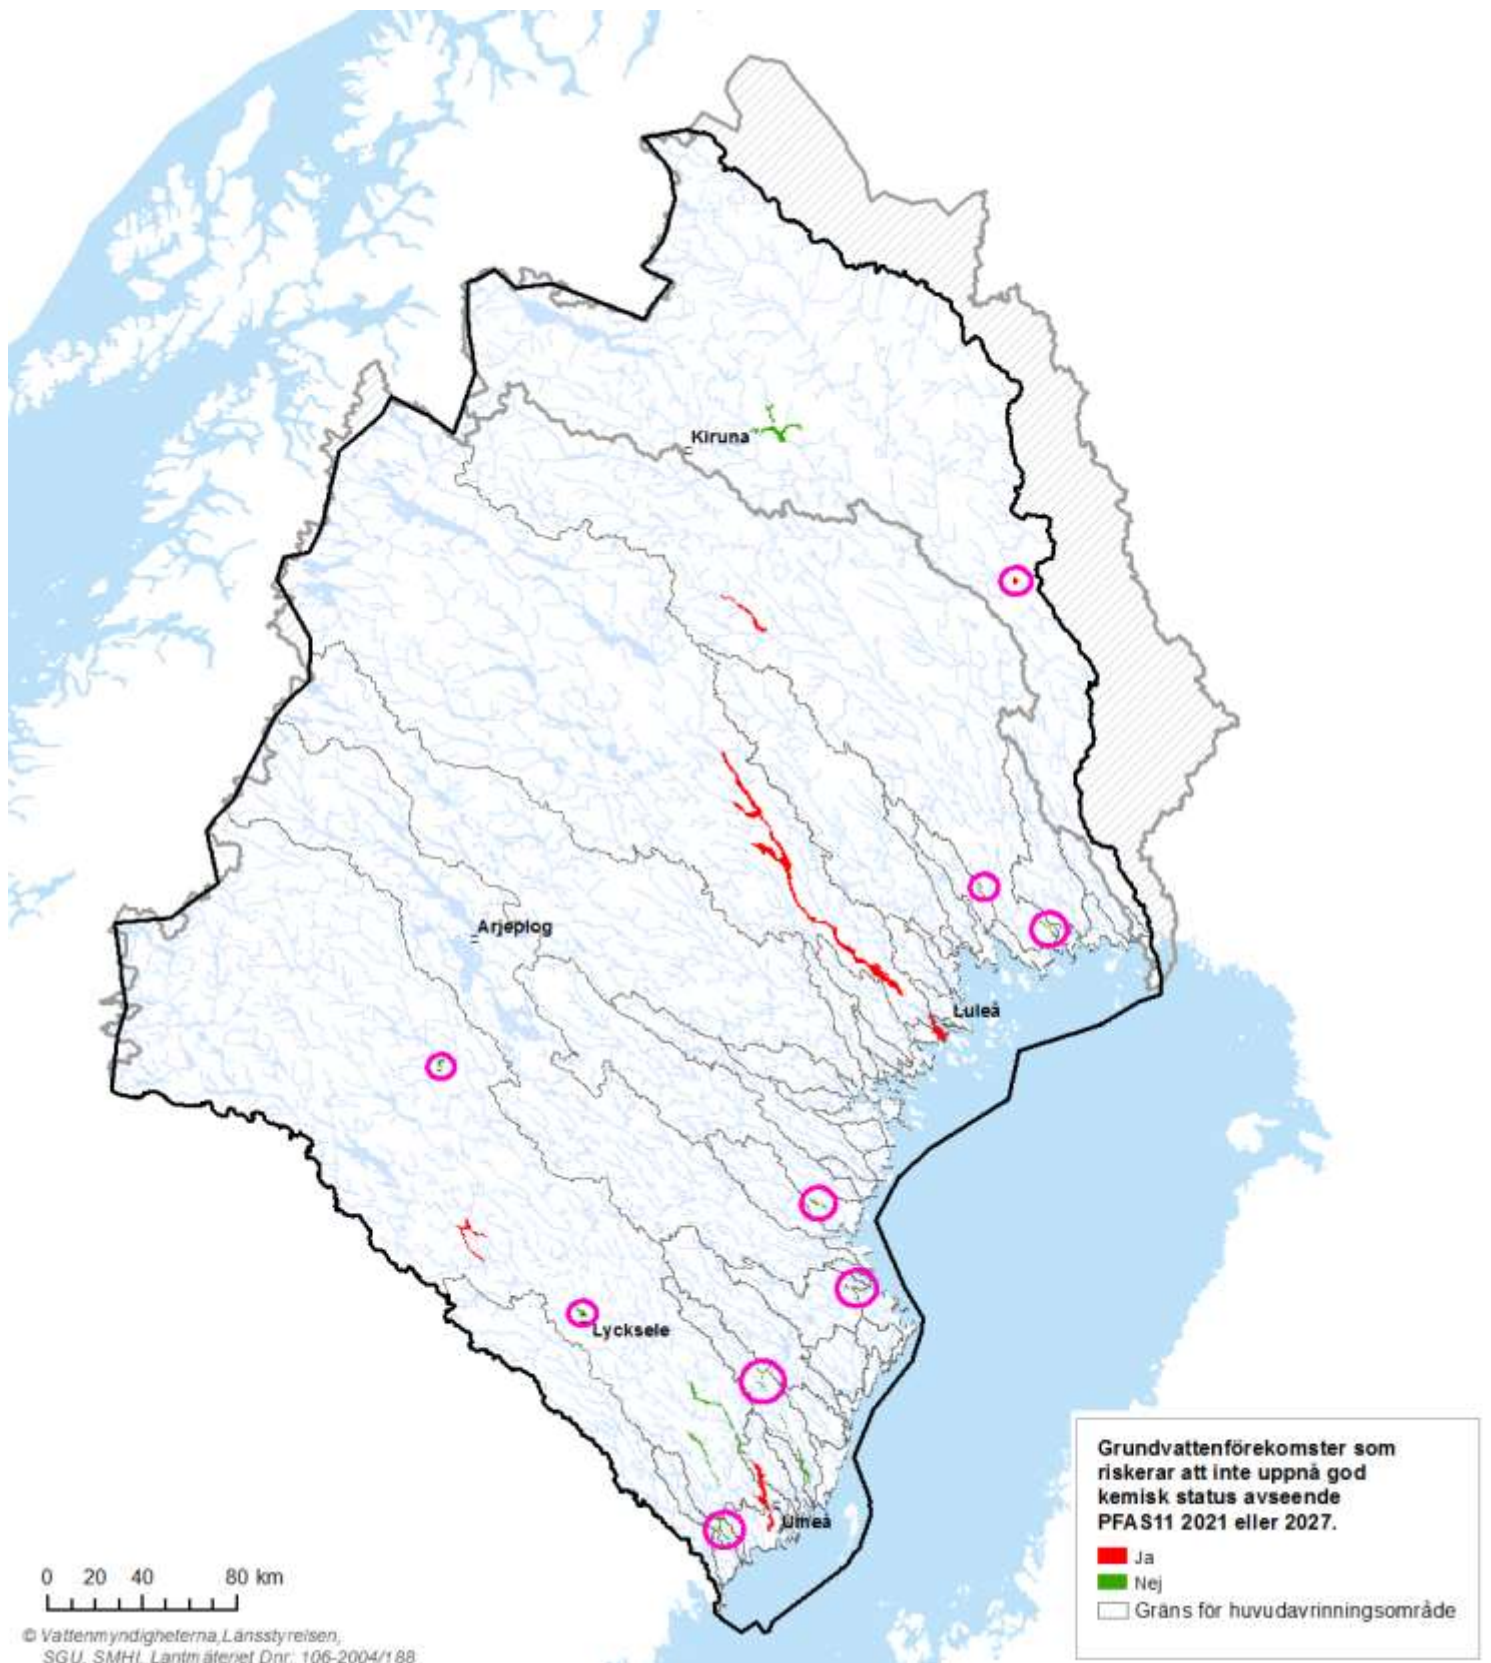 Kiruna
Arjeplog
Luleå
Lycksele
Umeå
Grundvattenförekomster som
riskerar att inte uppnå god
kemisk status avseende
PFAS11 2021 eller 2027.
Ja
Nej
Gräns för huvudavrinningsområde
0 20 40 80 km
© Vattenmyndigheterna,Länsstyrelsen,
SGU, SMHI, Lantmäteriet Dnr: 106-2004/188